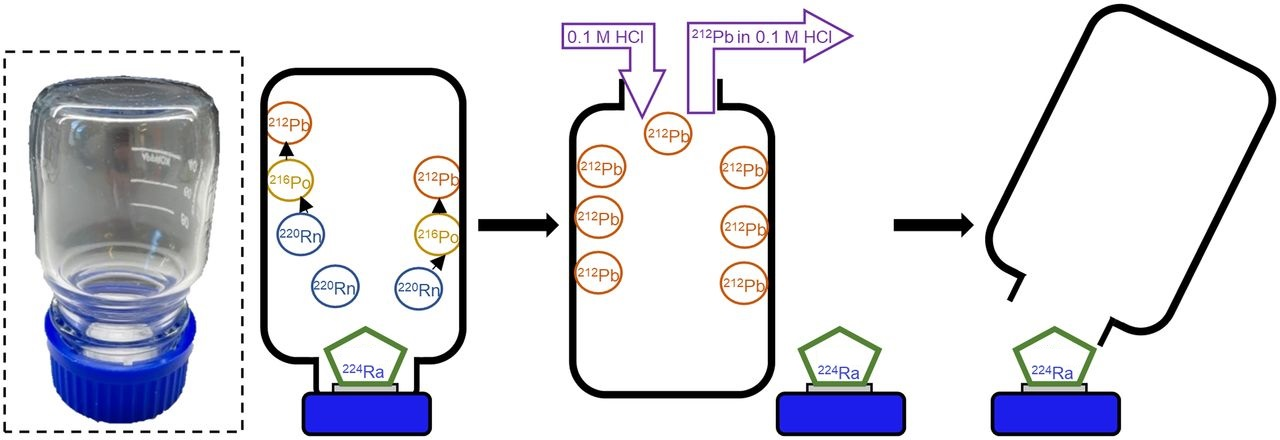 ²¹²Pb
²¹⁶Po
²²⁰Rn
²²⁰Rn
²¹²Pb
²¹⁶Po
²²⁰Rn
²²⁴Ra
0.1 M HCl
²¹²Pb in 0.1 M HCl
²¹²Pb
²¹²Pb
²¹²Pb
²¹²Pb
²¹²Pb
²¹²Pb
²¹²Pb
²²⁴Ra
²²⁴Ra